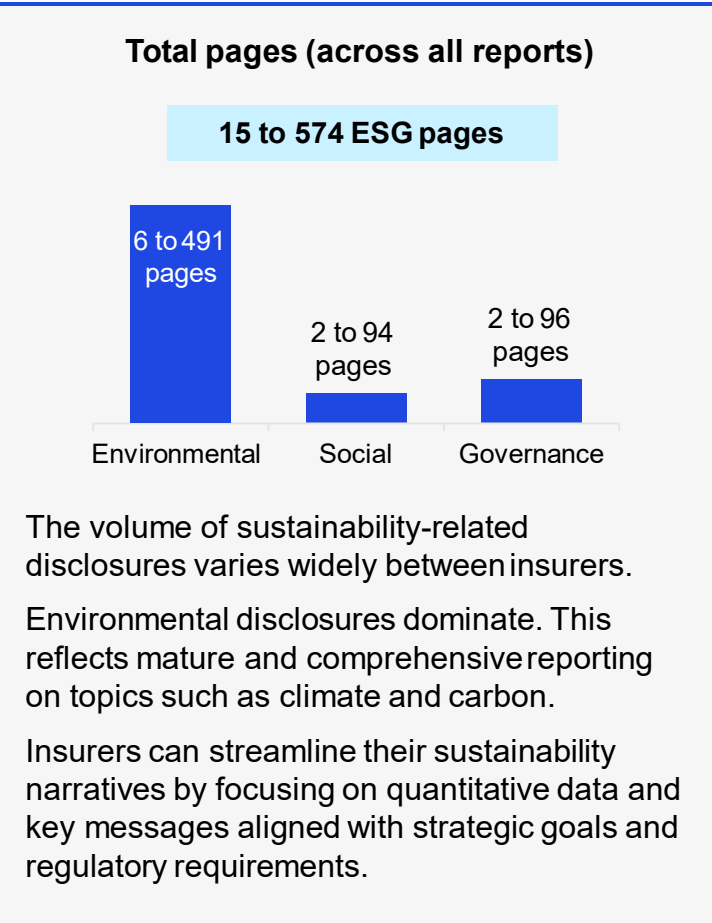 Total pages (across all reports)
15 to 574 ESG pages
6 to 491
pages
2 to 94
pages
2 to 96
pages
Environmental
Social
Governance
The volume of sustainability-related
disclosures varies widely between insurers.
Environmental disclosures dominate. This
reflects mature and comprehensive reporting
on topics such as climate and carbon.
Insurers can streamline their sustainability
narratives by focusing on quantitative data and
key messages aligned with strategic goals and
regulatory requirements.